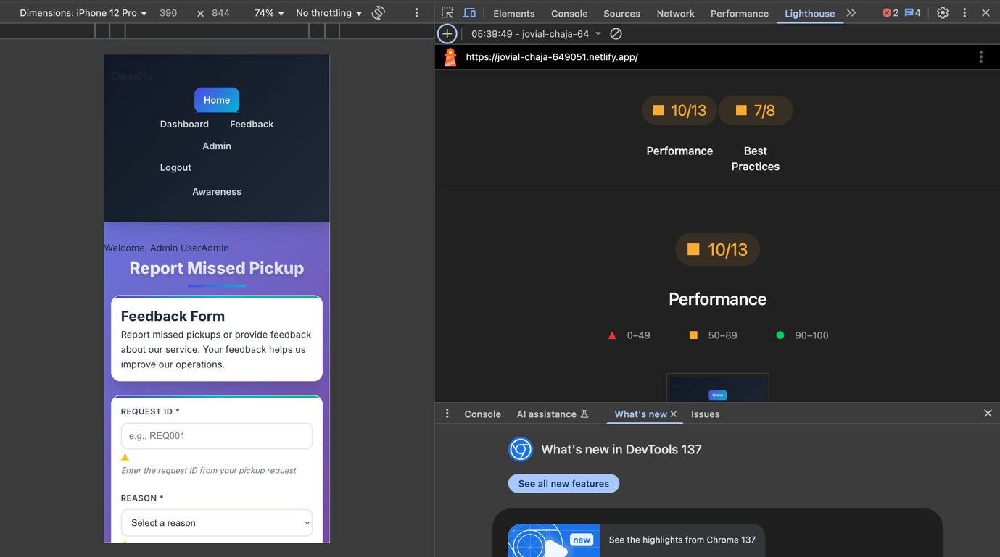 Dimensions: iPhone 12 Pro 390 × 844 74% No throttling
Elements Console Sources Network Performance Lighthouse 2 4
05:39:49 - jovial-chaja-64
https://jovial-chaja-649051.netlify.app/
CleanCity
Home
Dashboard Feedback
Admin
Logout
Awareness
Welcome, Admin UserAdmin
Report Missed Pickup
Feedback Form
Report missed pickups or provide feedback
about our service. Your feedback helps us
improve our operations.
REQUEST ID *
e.g., REQ001
Enter the request ID from your pickup request
REASON *
Select a reason
10/13 7/8
Performance Best
Practices
10/13
Performance
0–49 50–89 90–100
Home
Console AI assistance What's new Issues
What's new in DevTools 137
See all new features
new
See the highlights from Chrome 137